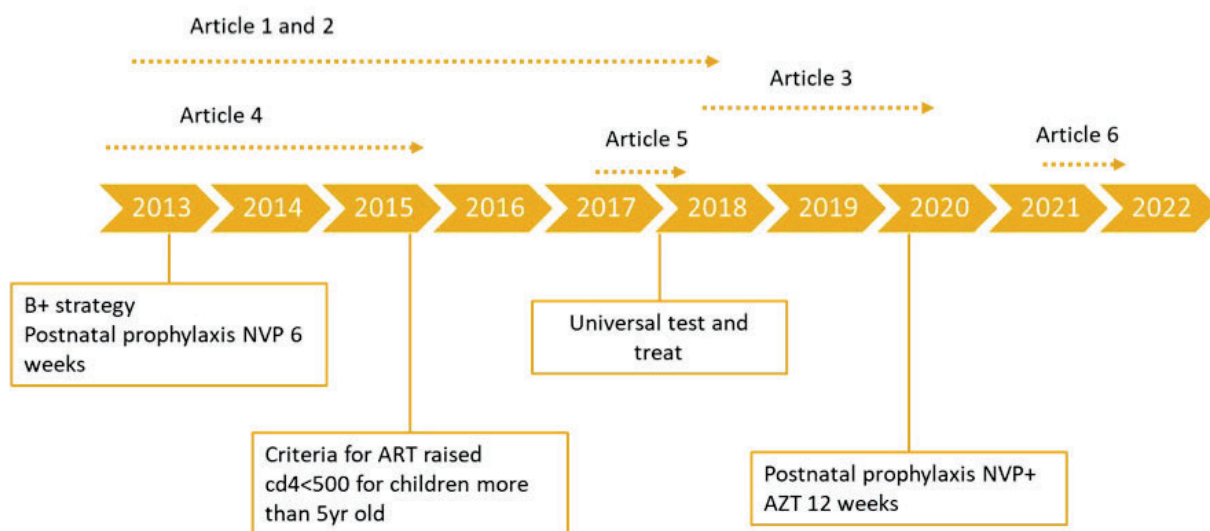 Article 1 and 2
Article 3
Article 4
Article 5
Article 6
2013
2014
2015
2016
2017
2018
2019
2020
2021
2022
B+ strategy
Postnatal prophylaxis NVP 6
weeks
Universal test and
treat
Criteria for ART raised
cd4<500 for children more
than 5yr old
Postnatal prophylaxis NVP+
AZT 12 weeks